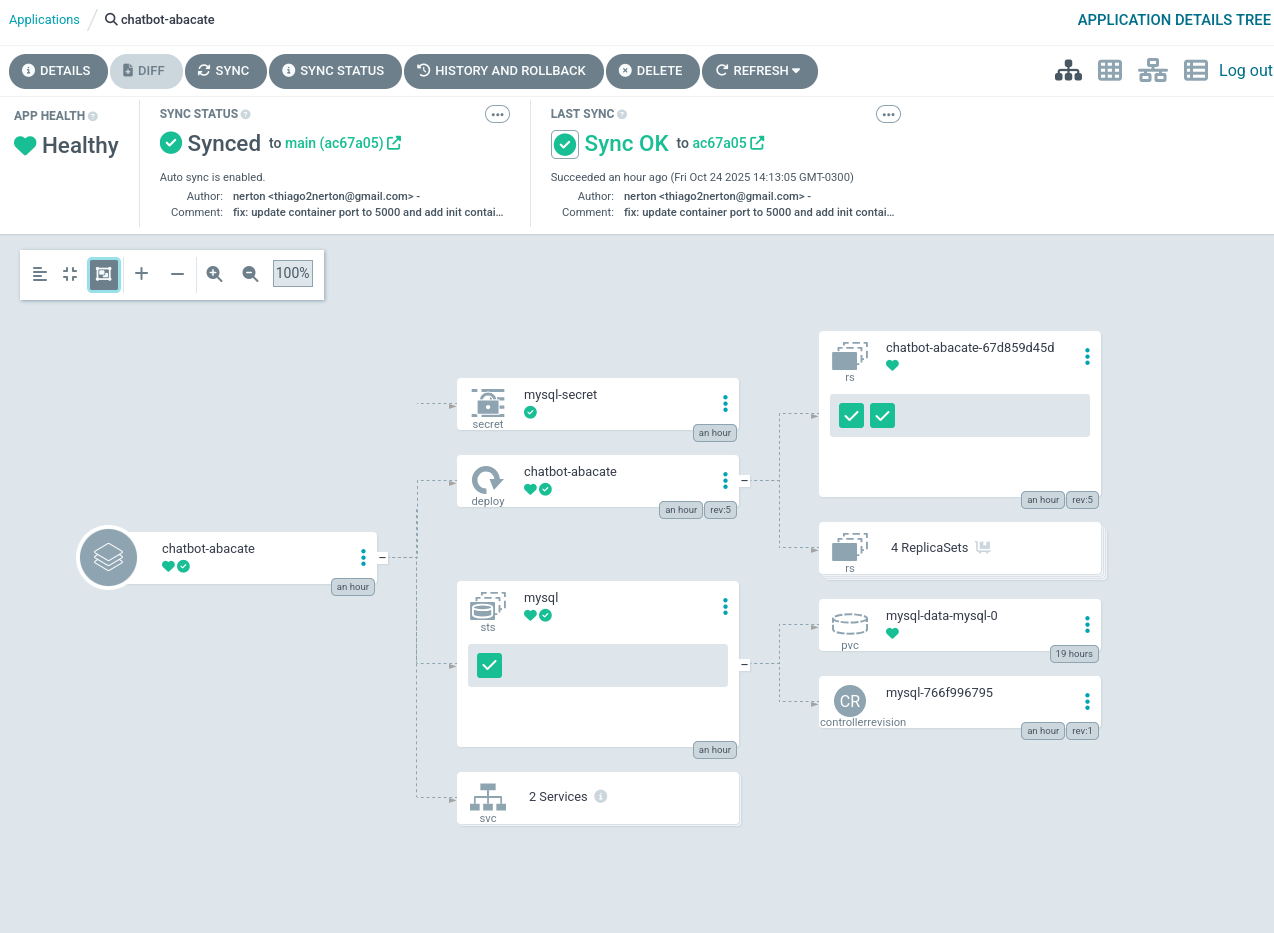 Applications / chatbot-abacate
APPLICATION DETAILS TREE
DETAILS DIFF SYNC SYNC STATUS HISTORY AND ROLLBACK DELETE REFRESH Log out
APP HEALTH
Healthy
SYNC STATUS
Synced to main (ac67a05)
Auto sync is enabled.
Author: nerton <thiago2nerton@gmail.com> -
Comment: fix: update container port to 5000 and add init contai...
LAST SYNC
Sync OK to ac67a05
Succeeded an hour ago (Fri Oct 24 2025 14:13:05 GMT-0300)
Author: nerton <thiago2nerton@gmail.com> -
Comment: fix: update container port to 5000 and add init contai...
100%
chatbot-abacate
an hour
mysql-secret
secret
an hour
chatbot-abacate
deploy
an hour rev:5
mysql
sts
an hour
2 Services
svc
chatbot-abacate-67d859d45d
rs
an hour rev:5
4 ReplicaSets
rs
mysql-data-mysql-0
pvc
19 hours
CR
mysql-766f996795
controllerrevision
an hour rev:1